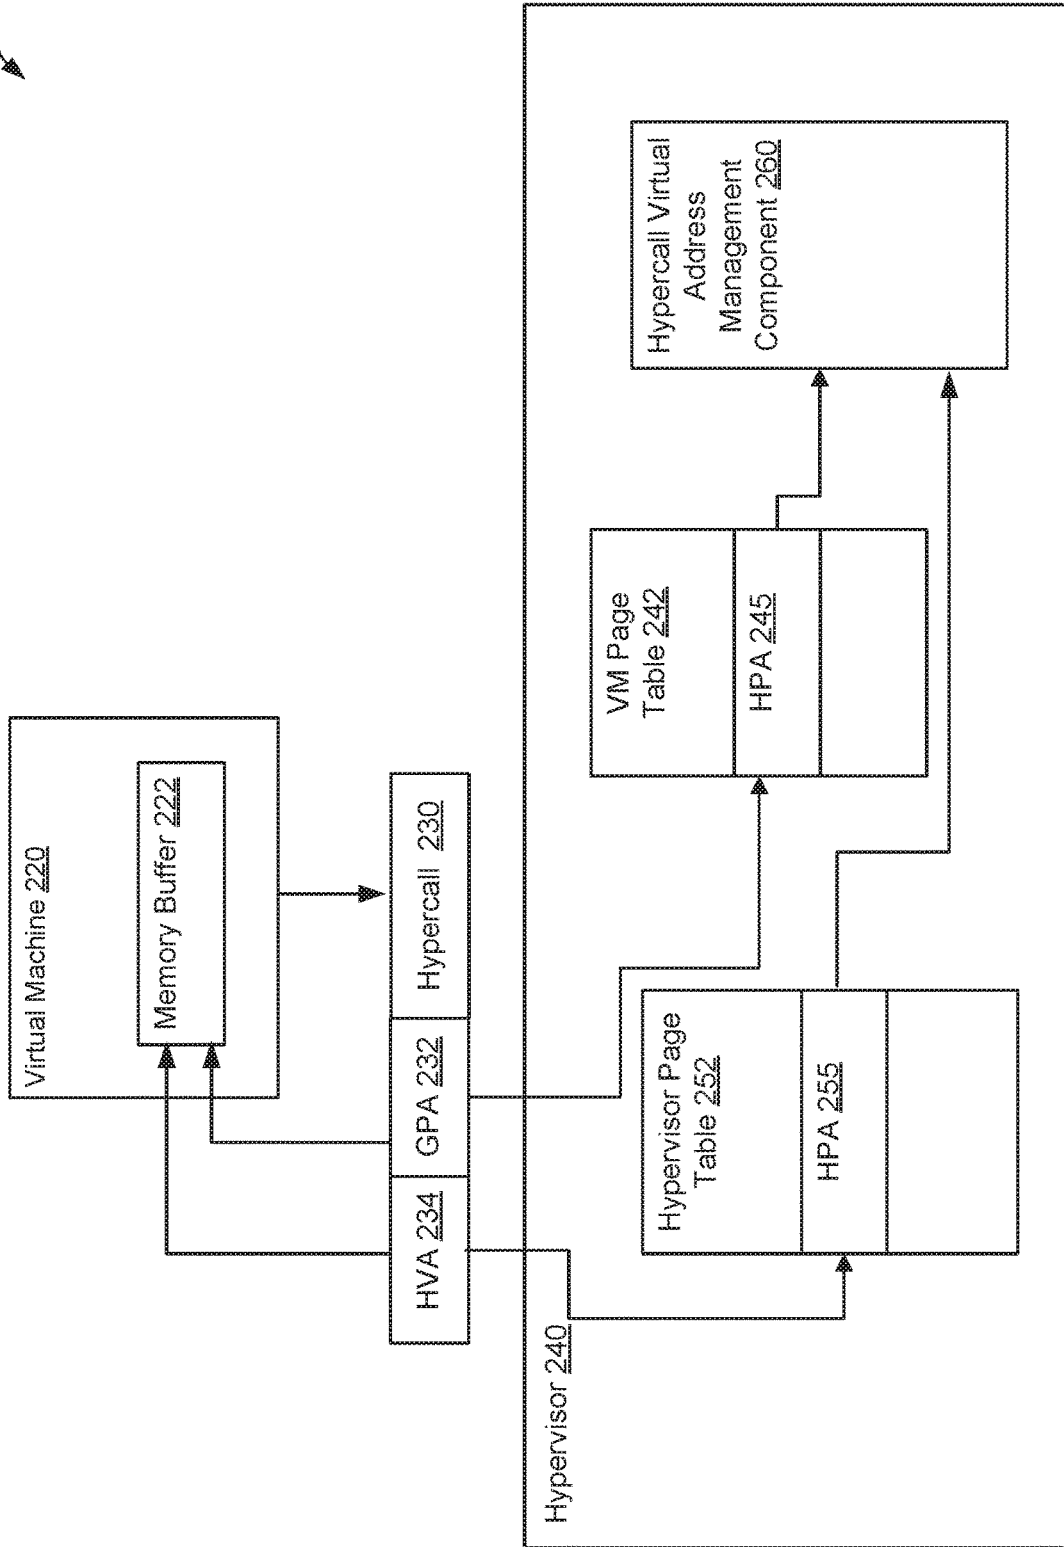 Virtual Machine 220
Memory Buffer 222
HVA 234
GPA 232
Hypercall 230
Hypervisor 240
Hypervisor Page
Table 252
HPA 255
VM Page
Table 242
HPA 245
Hypercall Virtual
Address
Management
Component 260